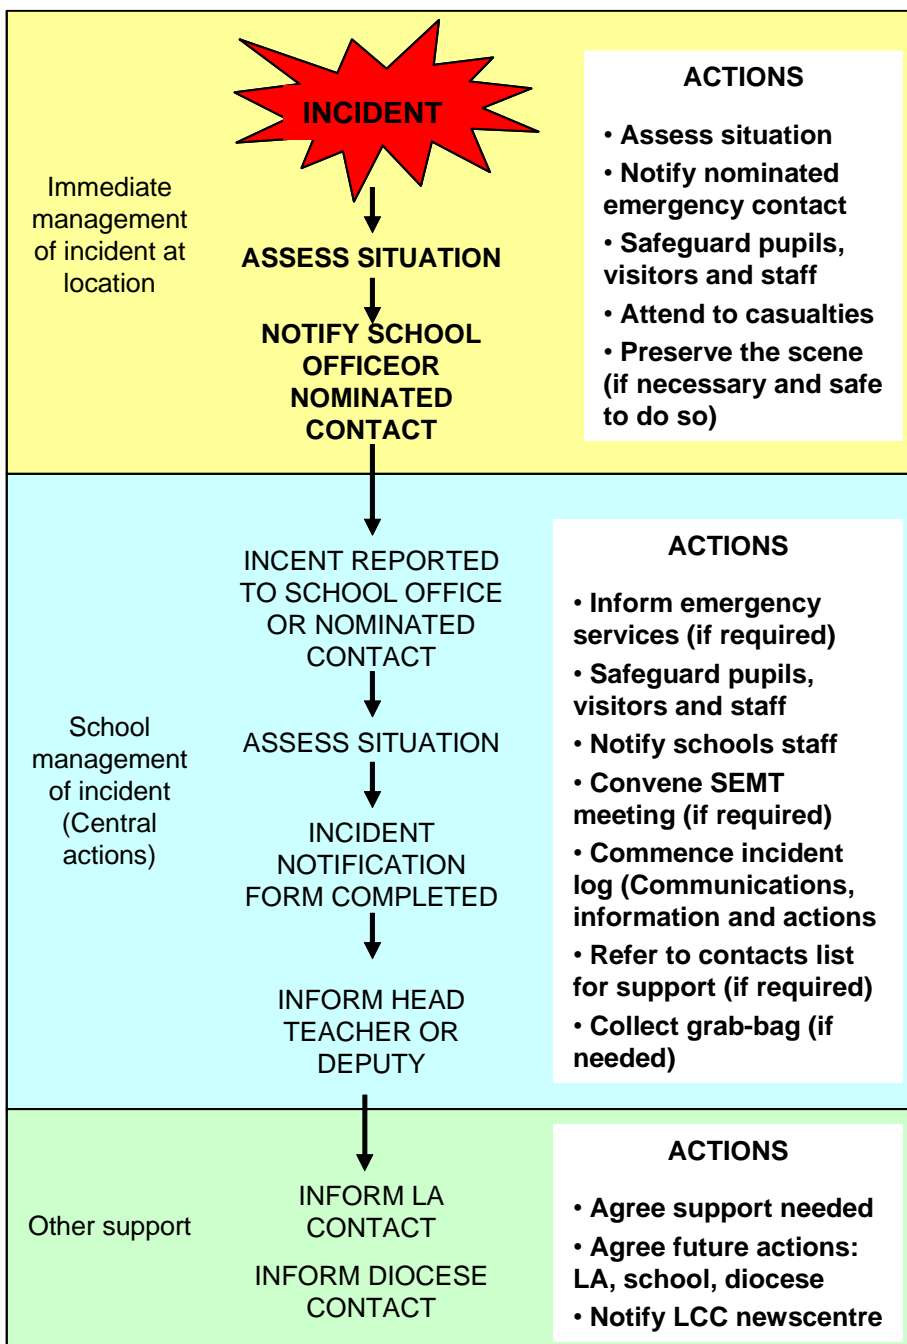 INCIDENT
Immediate
management
of incident at
location
ASSESS SITUATION
NOTIFY SCHOOL
OFFICEOR
NOMINATED
CONTACT
ACTIONS
• Assess situation
• Notify nominated
emergency contact
• Safeguard pupils,
visitors and staff
• Attend to casualties
• Preserve the scene
(if necessary and safe
to do so)
School
management
of incident
(Central
actions)
INCENT REPORTED
TO SCHOOL OFFICE
OR NOMINATED
CONTACT
ASSESS SITUATION
INCIDENT
NOTIFICATION
FORM COMPLETED
INFORM HEAD
TEACHER OR
DEPUTY
ACTIONS
• Inform emergency
services (if required)
• Safeguard pupils,
visitors and staff
• Notify schools staff
• Convene SEMT
meeting (if required)
• Commence incident
log (Communications,
information and actions
• Refer to contacts list
for support (if required)
• Collect grab-bag (if
needed)
Other support
INFORM LA
CONTACT
INFORM DIOCESE
CONTACT
ACTIONS
• Agree support needed
• Agree future actions:
LA, school, diocese
• Notify LCC newscentre